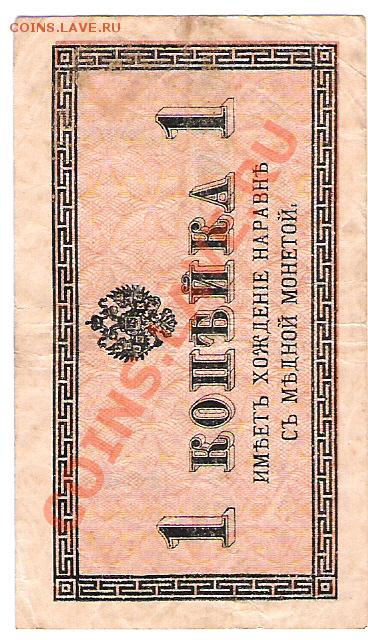 COINS.LAVE.RU
1 КОПѢЙКА 1
ИМѢЕТЪ ХОЖДЕНІЕ НАРАВНѢ
СЪ МѢДНОЙ МОНЕТОЙ.
COINS.LAVE.RU